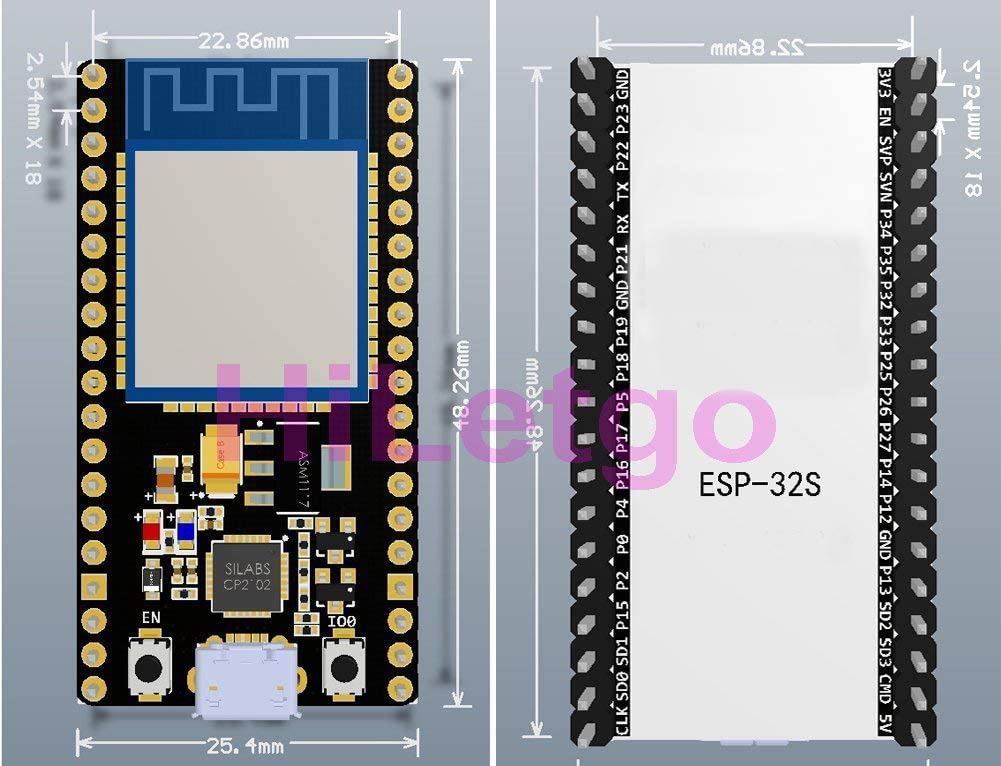 22.86mm
2.54mm X 18
48.26mm
Case B
ASM1117
+
+
+
+
SILABS
CP2102
EN
IO0
25.4mm
22.86mm
2.54mm X 18
48.26mm
GND
P23
P22
TX
RX
P21
GND
P19
P18
P5
P17
P16
P4
P0
P2
P15
SD1
SD0
CLK
3V3
EN
SVP
SVN
P34
P35
P32
P33
P25
P26
P27
P14
P12
GND
P13
SD2
SD3
CMD
5V
HiLetgo
ESP-32S